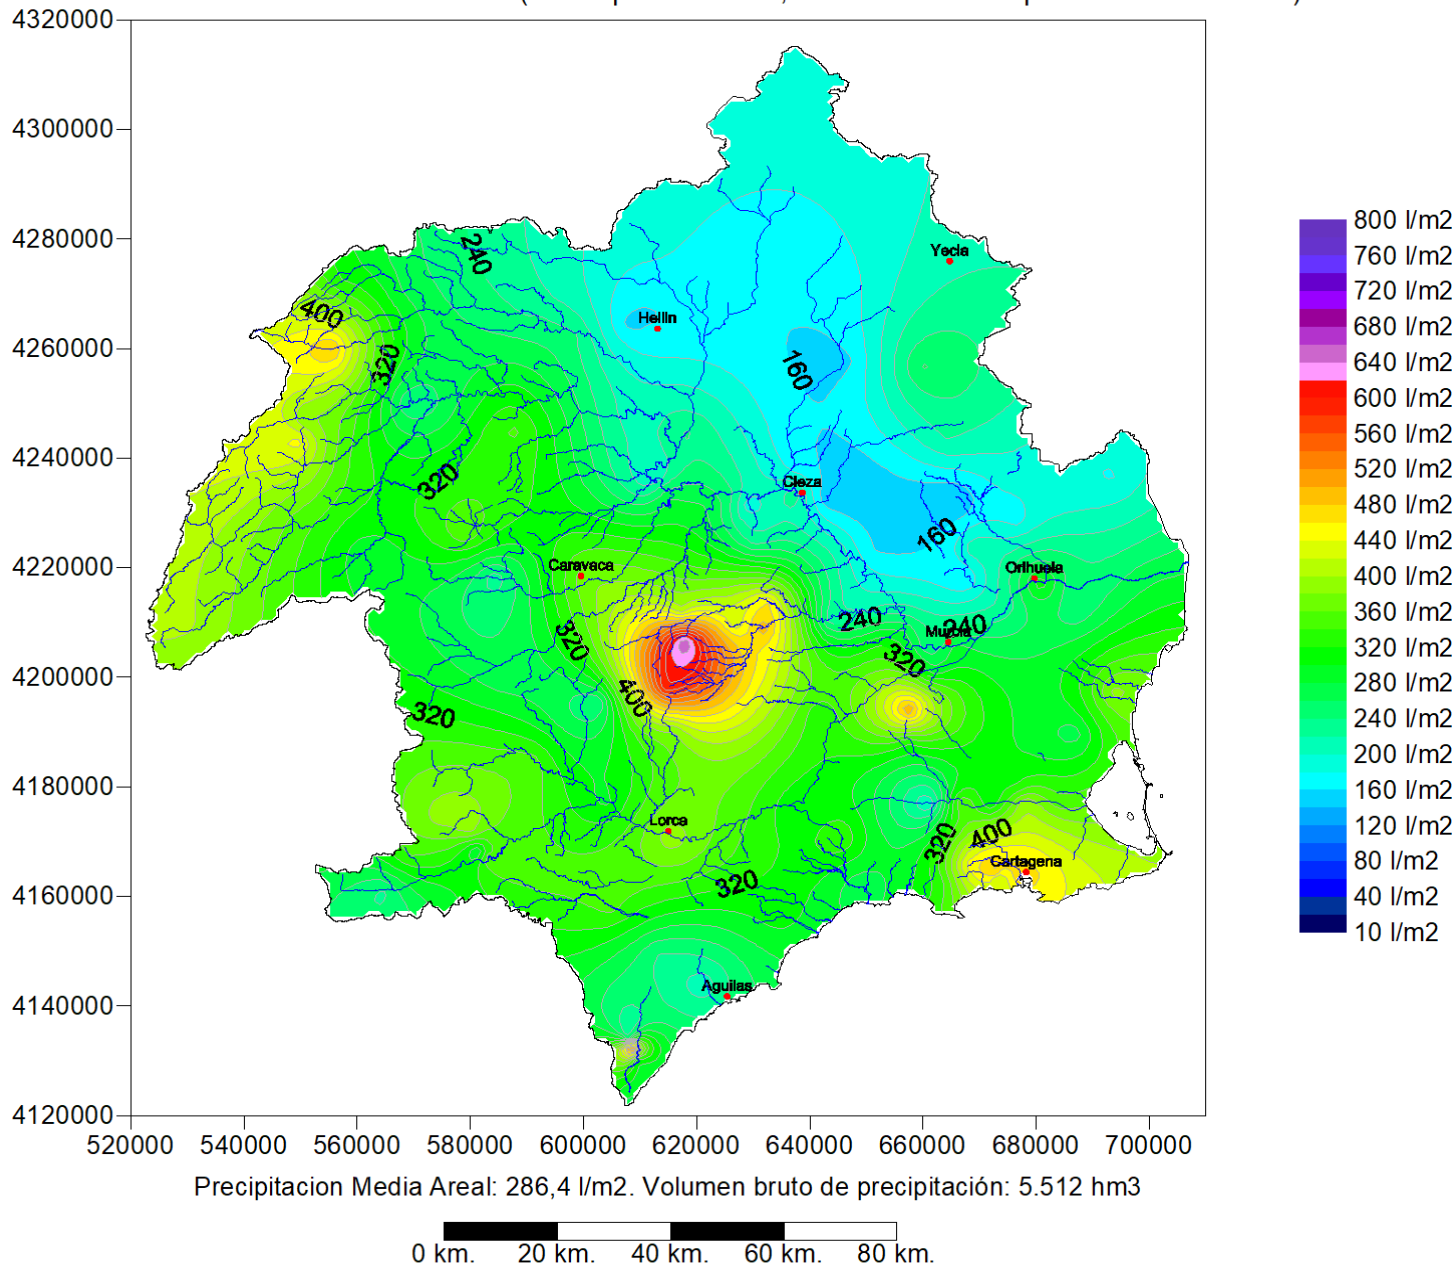 4320000
4300000
4280000
4260000
4240000
4220000
4200000
4180000
4160000
4140000
4120000
520000 540000 560000 580000 600000 620000 640000 660000 680000 700000
240
Yecla
400
Hellin
320
160
320
Cieza
160
Caravaca
Orihuela
240
240
Murcia
320
320
400
320
Lorca
320
400
Cartagena
320
Aguilas
800 l/m2
760 l/m2
720 l/m2
680 l/m2
640 l/m2
600 l/m2
560 l/m2
520 l/m2
480 l/m2
440 l/m2
400 l/m2
360 l/m2
320 l/m2
280 l/m2
240 l/m2
200 l/m2
160 l/m2
120 l/m2
80 l/m2
40 l/m2
10 l/m2
Precipitacion Media Areal: 286,4 l/m2. Volumen bruto de precipitación: 5.512 hm3
0 km. 20 km. 40 km. 60 km. 80 km.